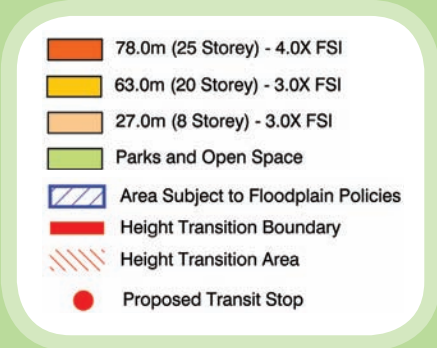 78.0m (25 Storey) - 4.0X FSI
63.0m (20 Storey) - 3.0X FSI
27.0m (8 Storey) - 3.0X FSI
Parks and Open Space
Area Subject to Floodplain Policies
Height Transition Boundary
Height Transition Area
Proposed Transit Stop